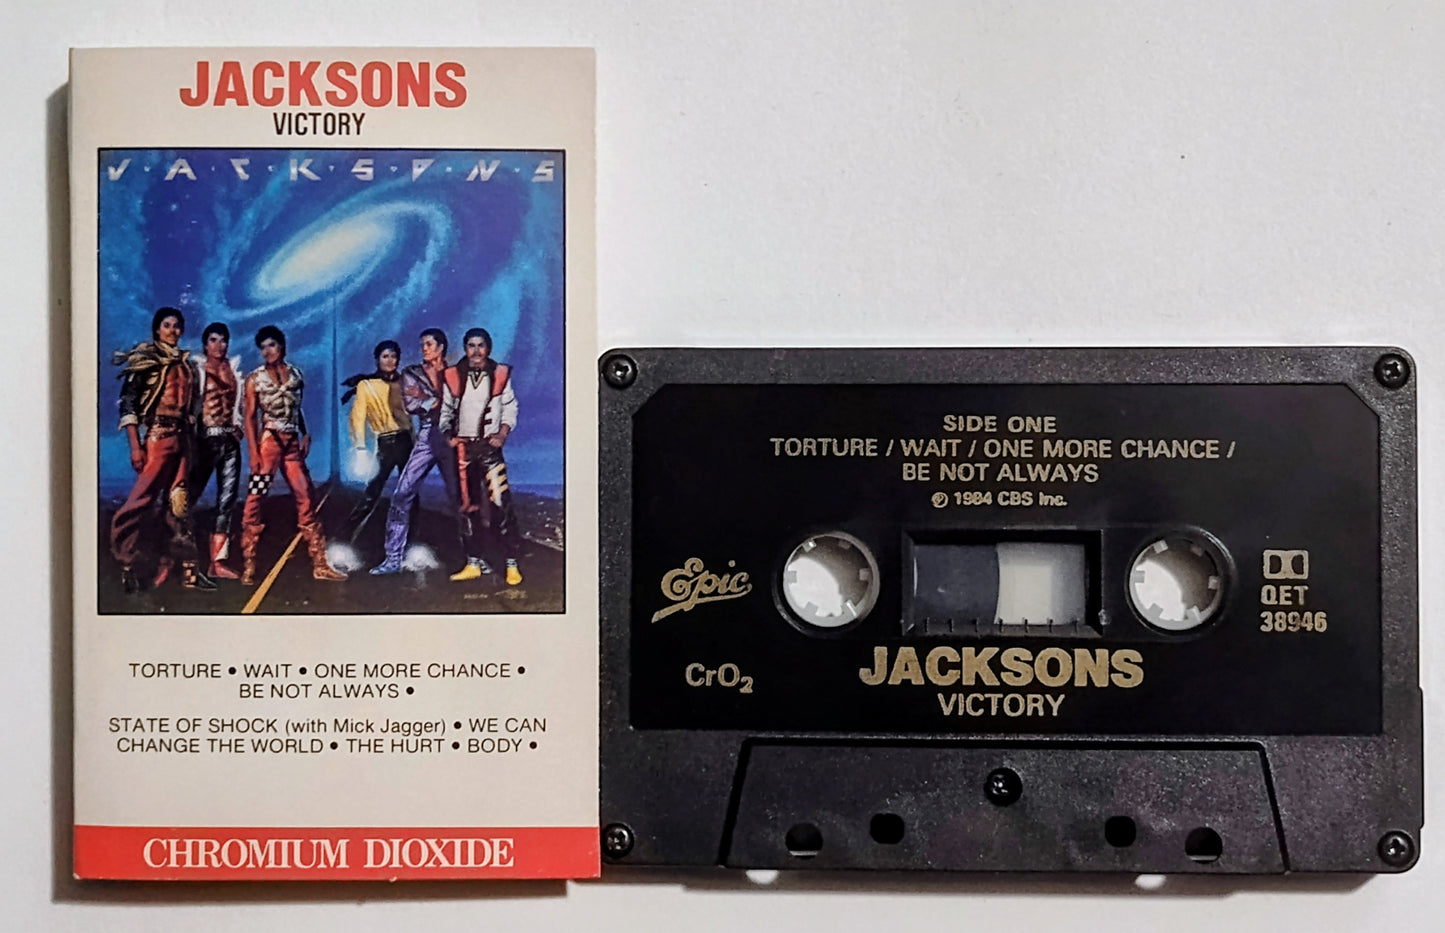 JACKSONS
VICTORY
J·A·C·K·S·O·N·S
TORTURE • WAIT • ONE MORE CHANCE •
BE NOT ALWAYS •
STATE OF SHOCK (with Mick Jagger) • WE CAN
CHANGE THE WORLD • THE HURT • BODY •
CHROMIUM DIOXIDE
SIDE ONE
TORTURE / WAIT / ONE MORE CHANCE /
BE NOT ALWAYS
℗ 1984 CBS Inc.
Epic
QET
38946
CrO₂
JACKSONS
VICTORY